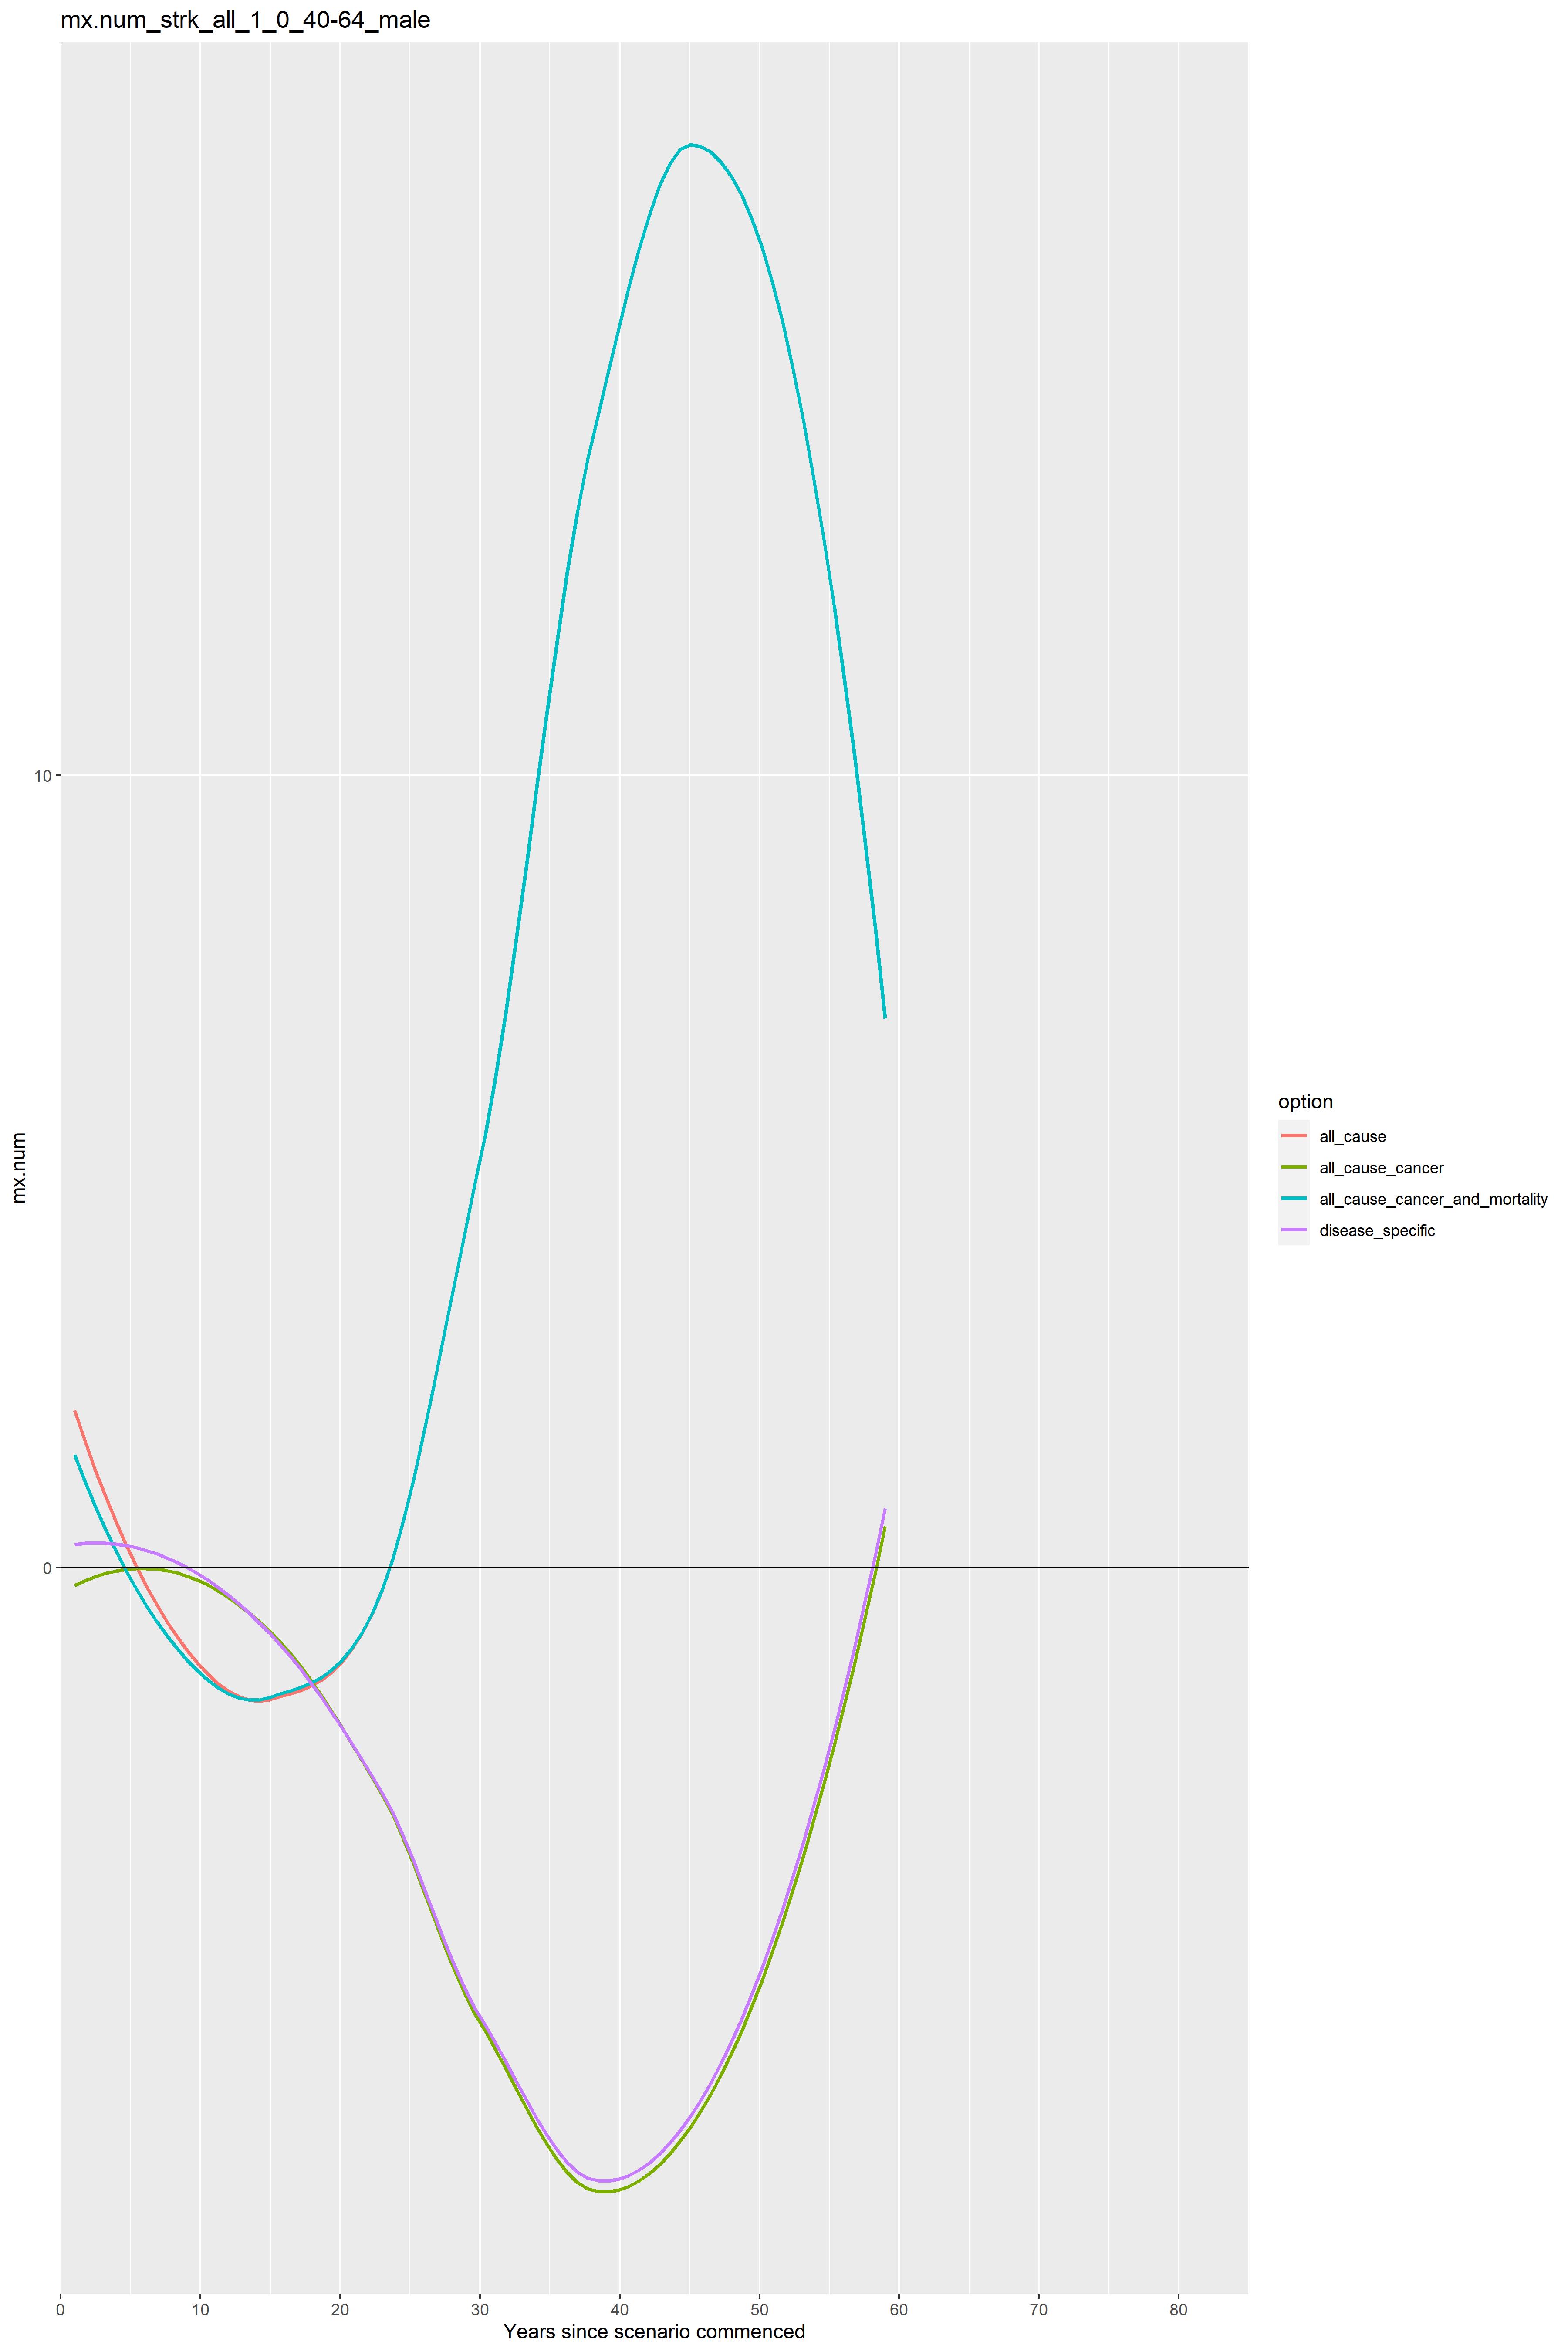 mx.num_strk_all_1_0_40-64_male
mx.num
10
0
0 10 20 30 40 50 60 70 80
Years since scenario commenced
option
all_cause
all_cause_cancer
all_cause_cancer_and_mortality
disease_specific